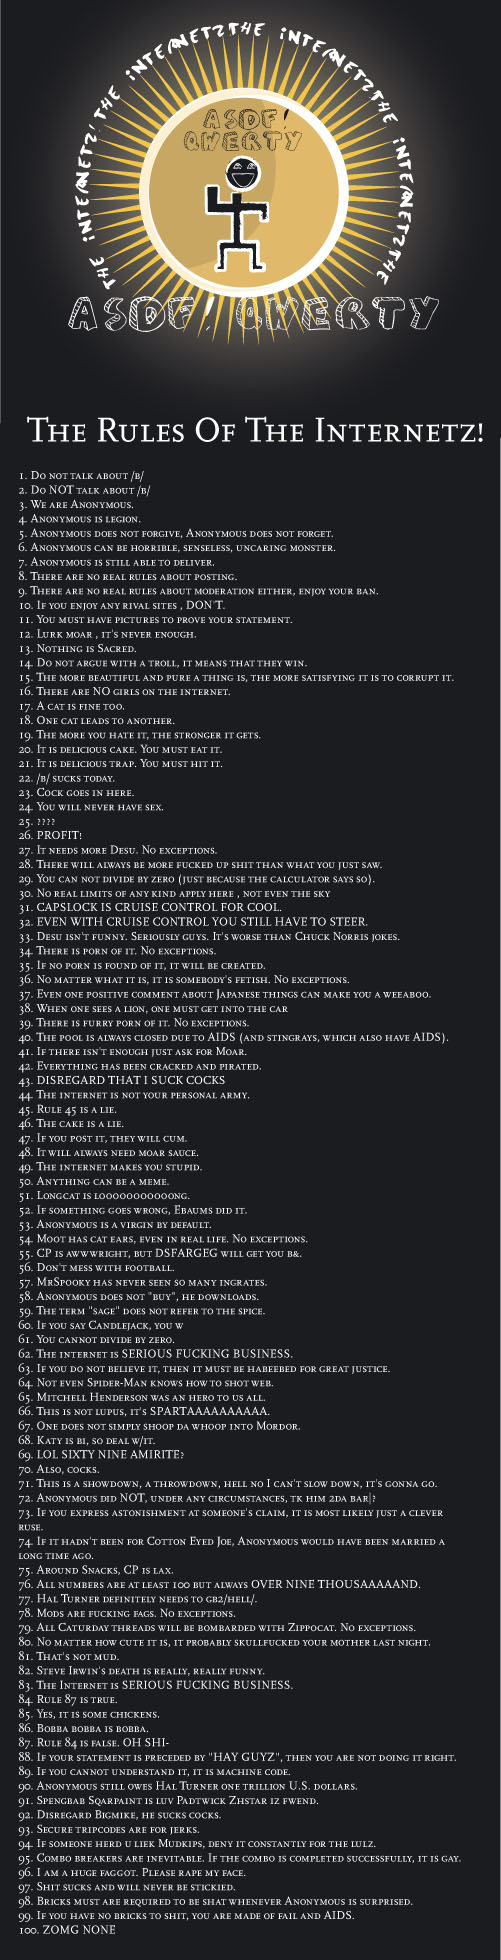 THE INTERNETZ! THE INTERNETZ! THE INTERNETZ! THE INTERNETZ! THE
ASDF!
QWERTY
ASDF! QWERTY
The Rules Of The Internetz!
1. Do not talk about /b/
2. Do NOT talk about /b/
3. We are Anonymous.
4. Anonymous is legion.
5. Anonymous does not forgive, Anonymous does not forget.
6. Anonymous can be horrible, senseless, uncaring monster.
7. Anonymous is still able to deliver.
8. There are no real rules about posting.
9. There are no real rules about moderation either, enjoy your ban.
10. If you enjoy any rival sites , DON'T.
11. You must have pictures to prove your statement.
12. Lurk moar , it's never enough.
13. Nothing is Sacred.
14. Do not argue with a troll, it means that they win.
15. The more beautiful and pure a thing is, the more satisfying it is to corrupt it.
16. There are NO girls on the internet.
17. A cat is fine too.
18. One cat leads to another.
19. The more you hate it, the stronger it gets.
20. It is delicious cake. You must eat it.
21. It is delicious trap. You must hit it.
22. /b/ sucks today.
23. Cock goes in here.
24. You will never have sex.
25. ????
26. PROFIT!
27. It needs more Desu. No exceptions.
28. There will always be more fucked up shit than what you just saw.
29. You can not divide by zero (just because the calculator says so).
30. No real limits of any kind apply here , not even the sky
31. CAPSLOCK IS CRUISE CONTROL FOR COOL.
32. EVEN WITH CRUISE CONTROL YOU STILL HAVE TO STEER.
33. Desu isn't funny. Seriously guys. It's worse than Chuck Norris jokes.
34. There is porn of it. No exceptions.
35. If no porn is found of it, it will be created.
36. No matter what it is, it is somebody's fetish. No exceptions.
37. Even one positive comment about Japanese things can make you a weeaboo.
38. When one sees a lion, one must get into the car
39. There is furry porn of it. No exceptions.
40. The pool is always closed due to AIDS (and stingrays, which also have AIDS).
41. If there isn't enough just ask for Moar.
42. Everything has been cracked and pirated.
43. DISREGARD THAT I SUCK COCKS
44. The internet is not your personal army.
45. Rule 45 is a lie.
46. The cake is a lie.
47. If you post it, they will cum.
48. It will always need moar sauce.
49. The internet makes you stupid.
50. Anything can be a meme.
51. Longcat is looooooooooong.
52. If something goes wrong, Ebaums did it.
53. Anonymous is a virgin by default.
54. Moot has cat ears, even in real life. No exceptions.
55. CP is awwwright, but DSFARGEG will get you b&.
56. Don't mess with football.
57. MrSpooky has never seen so many ingrates.
58. Anonymous does not "buy", he downloads.
59. The term "sage" does not refer to the spice.
60. If you say Candlejack, you w
61. You cannot divide by zero.
62. The internet is SERIOUS FUCKING BUSINESS.
63. If you do not believe it, then it must be habeebed for great justice.
64. Not even Spider-Man knows how to shot web.
65. Mitchell Henderson was an hero to us all.
66. This is not lupus, it's SPARTAAAAAAAAAA.
67. One does not simply shoop da whoop into Mordor.
68. Katy is bi, so deal w/it.
69. LOL SIXTY NINE AMIRITE?
70. Also, cocks.
71. This is a showdown, a throwdown, hell no I can't slow down, it's gonna go.
72. Anonymous did NOT, under any circumstances, tk him 2da bar|?
73. If you express astonishment at someone's claim, it is most likely just a clever
ruse.
74. If it hadn't been for Cotton Eyed Joe, Anonymous would have been married a
long time ago.
75. Around Snacks, CP is lax.
76. All numbers are at least 100 but always OVER NINE THOUSAAAAAND.
77. Hal Turner definitely needs to gb2/hell/.
78. Mods are fucking fags. No exceptions.
79. All Caturday threads will be bombarded with Zippocat. No exceptions.
80. No matter how cute it is, it probably skullfucked your mother last night.
81. That's not mud.
82. Steve Irwin's death is really, really funny.
83. The Internet is SERIOUS FUCKING BUSINESS.
84. Rule 87 is true.
85. Yes, it is some chickens.
86. Bobba bobba is bobba.
87. Rule 84 is false. OH SHI-
88. If your statement is preceded by "HAY GUYZ", then you are not doing it right.
89. If you cannot understand it, it is machine code.
90. Anonymous still owes Hal Turner one trillion U.S. dollars.
91. Spengbab Sqarpaint is luv Padtwick Zhstar iz fwend.
92. Disregard Bigmike, he sucks cocks.
93. Secure tripcodes are for jerks.
94. If someone herd u liek Mudkips, deny it constantly for the lulz.
95. Combo breakers are inevitable. If the combo is completed successfully, it is gay.
96. I am a huge faggot. Please rape my face.
97. Shit sucks and will never be stickied.
98. Bricks must are required to be shat whenever Anonymous is surprised.
99. If you have no bricks to shit, you are made of fail and AIDS.
100. ZOMG NONE